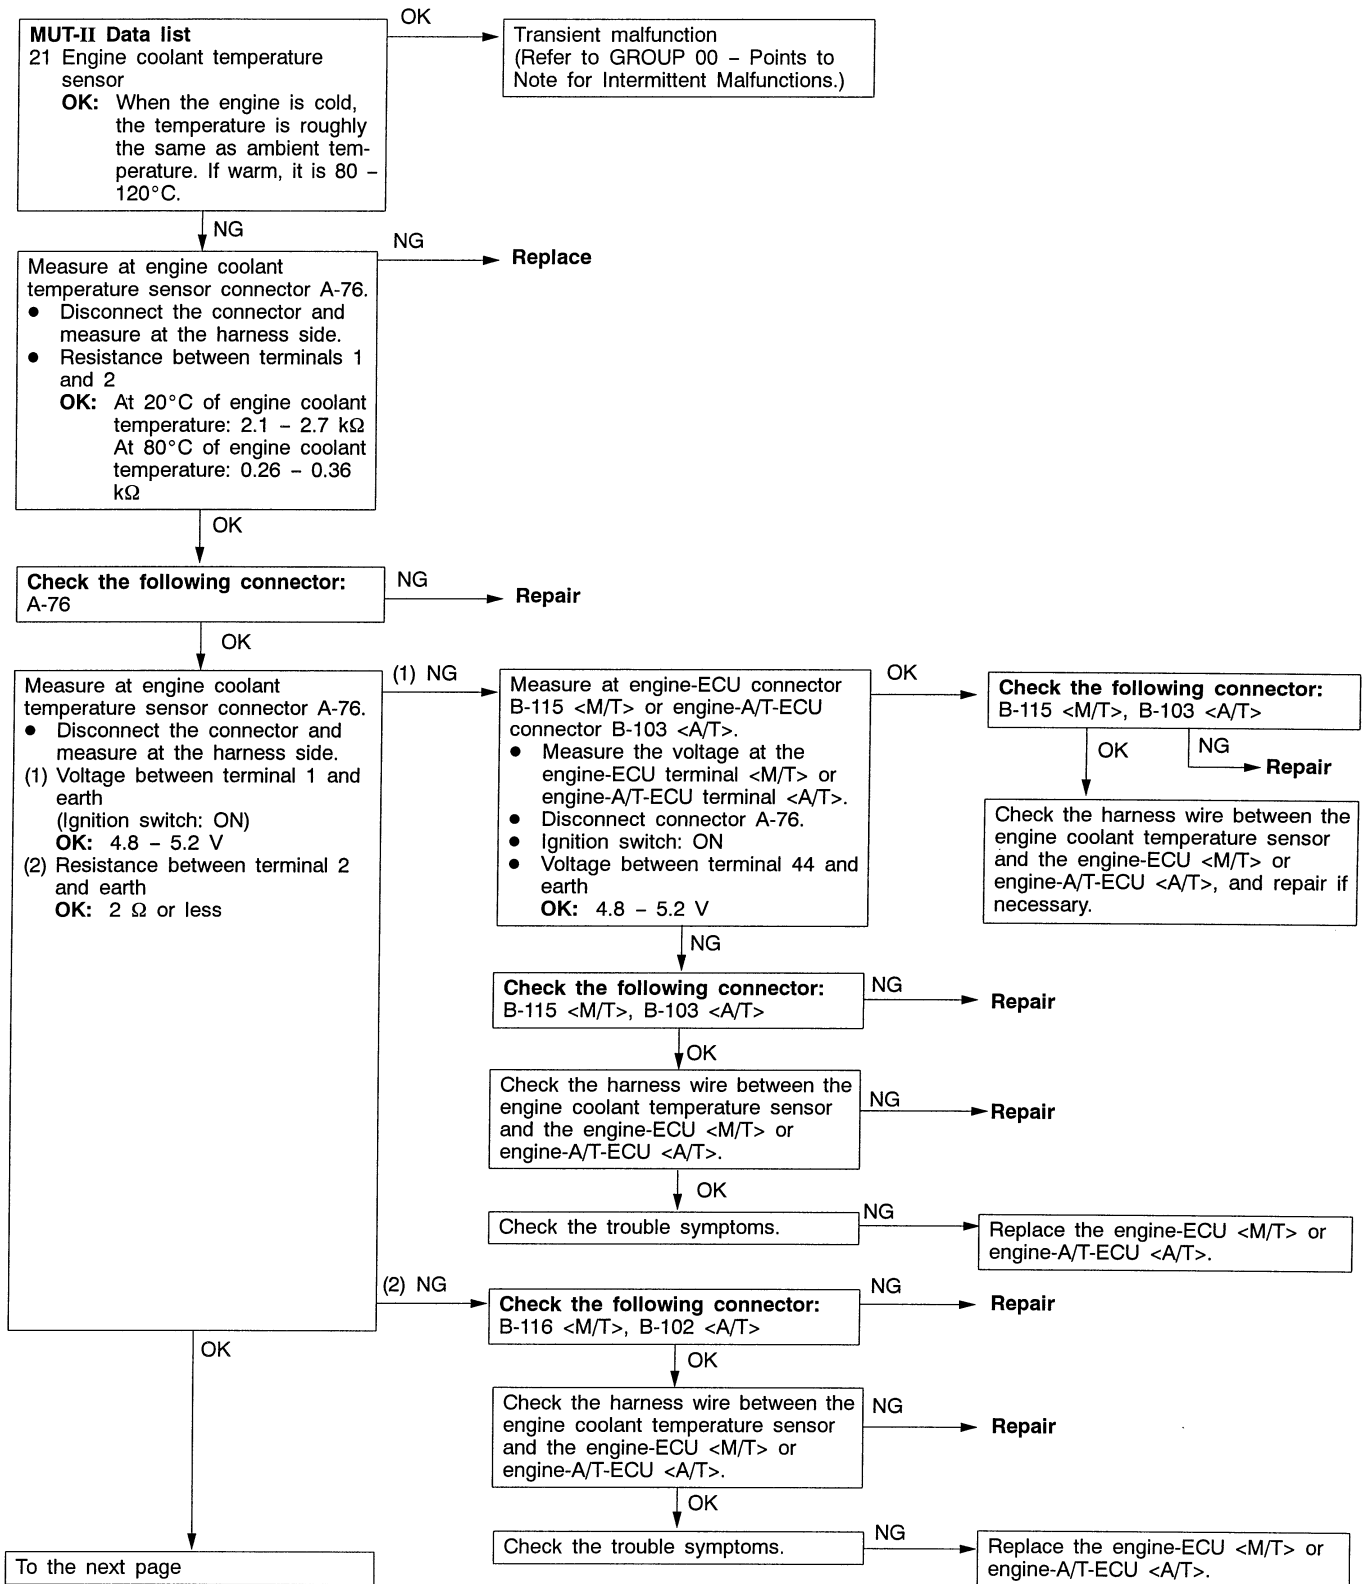 MUT-II Data list
21 Engine coolant temperature
sensor
OK: When the engine is cold,
the temperature is roughly
the same as ambient tem-
perature. If warm, it is 80 –
120°C.
OK
Transient malfunction
(Refer to GROUP 00 – Points to
Note for Intermittent Malfunctions.)
NG
Measure at engine coolant
temperature sensor connector A-76.
● Disconnect the connector and
measure at the harness side.
● Resistance between terminals 1
and 2
OK: At 20°C of engine coolant
temperature: 2.1 – 2.7 kΩ
At 80°C of engine coolant
temperature: 0.26 – 0.36
kΩ
NG
Replace
OK
Check the following connector:
A-76
NG
Repair
OK
Measure at engine coolant
temperature sensor connector A-76.
● Disconnect the connector and
measure at the harness side.
(1) Voltage between terminal 1 and
earth
(Ignition switch: ON)
OK: 4.8 – 5.2 V
(2) Resistance between terminal 2
and earth
OK: 2 Ω or less
(1) NG
Measure at engine-ECU connector
B-115 <M/T> or engine-A/T-ECU
connector B-103 <A/T>.
● Measure the voltage at the
engine-ECU terminal <M/T> or
engine-A/T-ECU terminal <A/T>.
● Disconnect connector A-76.
● Ignition switch: ON
● Voltage between terminal 44 and
earth
OK: 4.8 – 5.2 V
OK
Check the following connector:
B-115 <M/T>, B-103 <A/T>
OK
NG
Repair
Check the harness wire between the
engine coolant temperature sensor
and the engine-ECU <M/T> or
engine-A/T-ECU <A/T>, and repair if
necessary.
NG
Check the following connector:
B-115 <M/T>, B-103 <A/T>
NG
Repair
OK
Check the harness wire between the
engine coolant temperature sensor
and the engine-ECU <M/T> or
engine-A/T-ECU <A/T>.
NG
Repair
OK
Check the trouble symptoms.
NG
Replace the engine-ECU <M/T> or
engine-A/T-ECU <A/T>.
(2) NG
Check the following connector:
B-116 <M/T>, B-102 <A/T>
NG
Repair
OK
Check the harness wire between the
engine coolant temperature sensor
and the engine-ECU <M/T> or
engine-A/T-ECU <A/T>.
NG
Repair
OK
Check the trouble symptoms.
NG
Replace the engine-ECU <M/T> or
engine-A/T-ECU <A/T>.
OK
To the next page